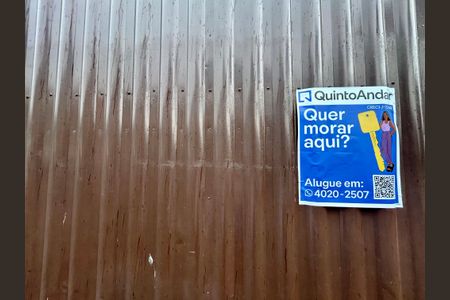 QuintoAndar
Quer
morar
aqui?
Alugue em:
4020-2507